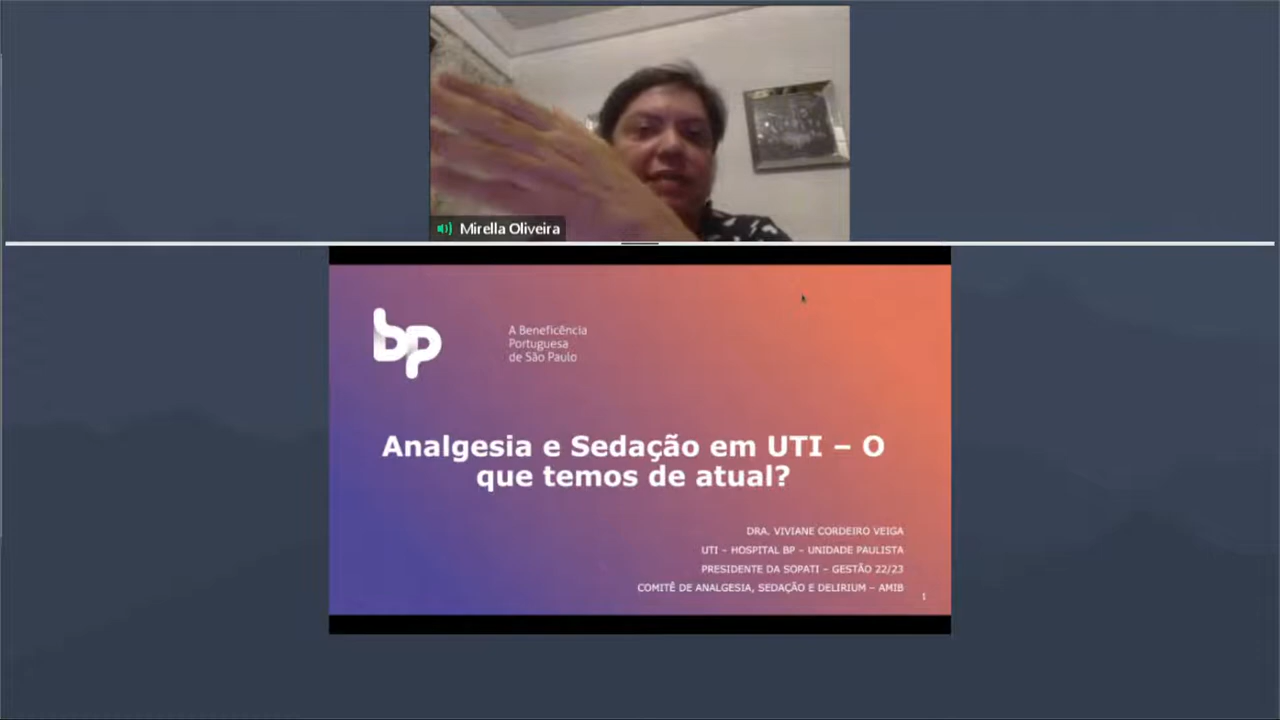 Mirella Oliveira
bp
A Beneficência
Portuguesa
de São Paulo
Analgesia e Sedação em UTI – O
que temos de atual?
DRA. VIVIANE CORDEIRO VEIGA
UTI – HOSPITAL BP – UNIDADE PAULISTA
PRESIDENTE DA SOPATI – GESTÃO 22/23
COMITÊ DE ANALGESIA, SEDAÇÃO E DELIRIUM – AMIB
1